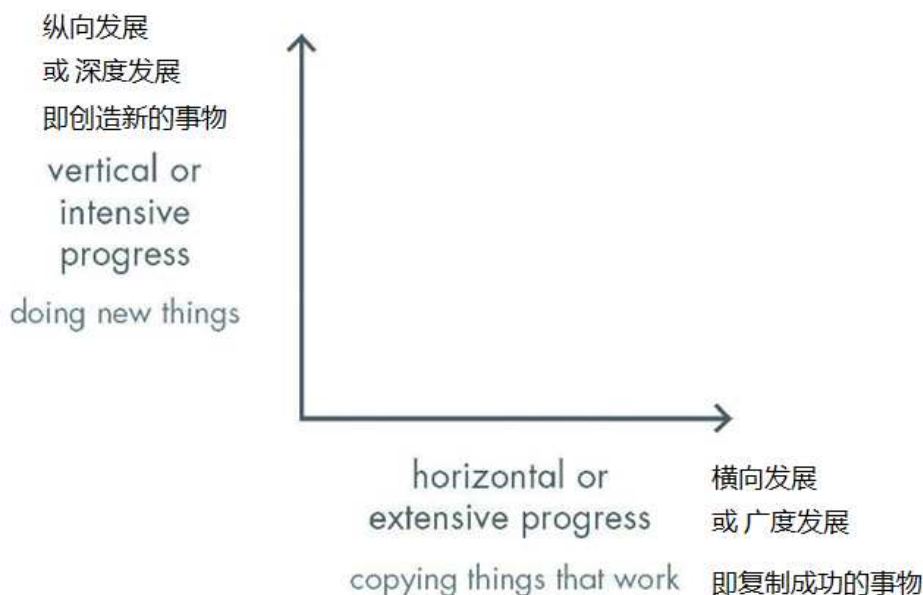 纵向发展
或 深度发展
即创造新的事物
vertical or
intensive
progress
doing new things
horizontal or
extensive progress
copying things that work
横向发展
或 广度发展
即复制成功的事物